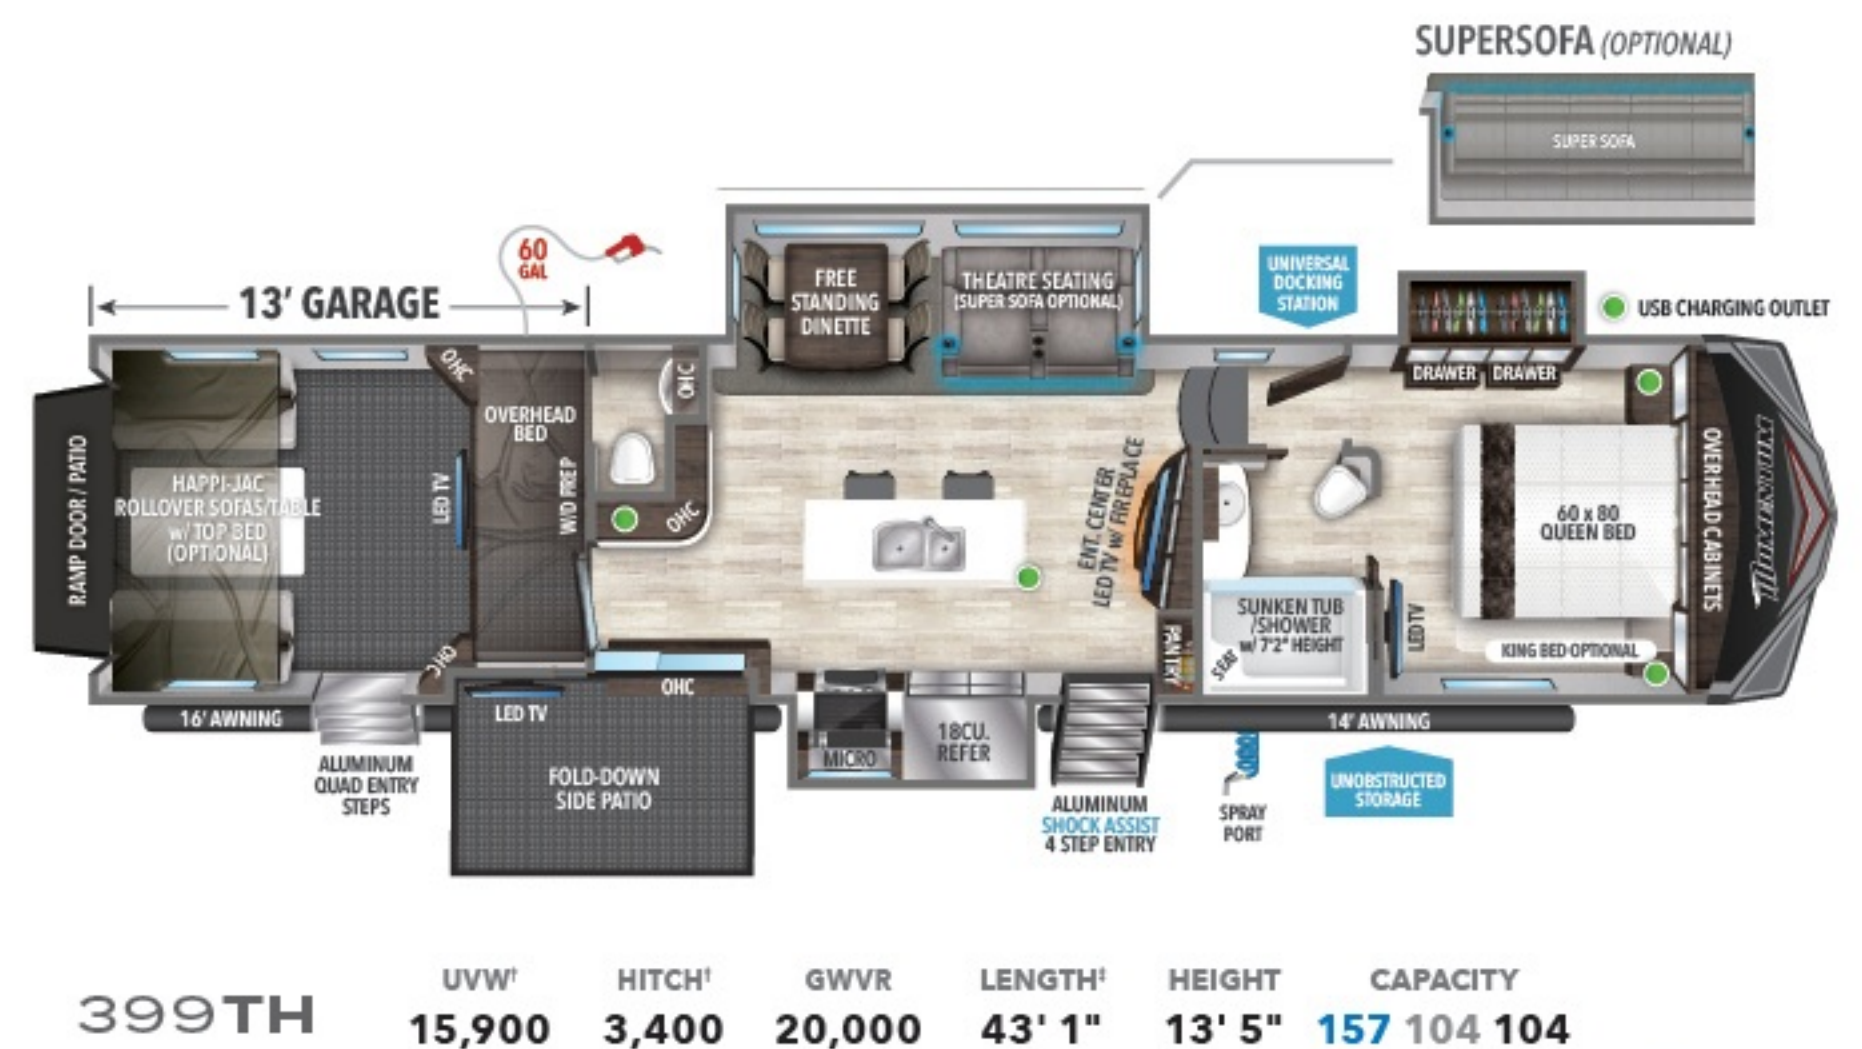 SUPERSOFA (OPTIONAL)
SUPER SOFA
60
GAL
13' GARAGE
UNIVERSAL
DOCKING
STATION
USB CHARGING OUTLET
FREE
STANDING
DINETTE
THEATRE SEATING
(SUPER SOFA OPTIONAL)
OHC
OHC
DRAWER
DRAWER
OVERHEAD
BED
RAMP DOOR / PATIO
HAPPI-JAC
ROLLOVER SOFAS/TABLE
w/ TOP BED
(OPTIONAL)
LED TV
W/D PREP
OHC
ENT. CENTER
LED TV w/ FIREPLACE
60 x 80
QUEEN BED
OVERHEAD CABINETS
MOMENTUM
SUNKEN TUB
/SHOWER
w/ 7'2" HEIGHT
SEAT
LED TV
KING BED OPTIONAL
PANTRY
OHC
OHC
16' AWNING
LED TV
14' AWNING
MICRO
18CU.
REFER
ALUMINUM
QUAD ENTRY
STEPS
FOLD-DOWN
SIDE PATIO
ALUMINUM
SHOCK ASSIST
4 STEP ENTRY
SPRAY
PORT
UNOBSTRUCTED
STORAGE
399TH
UVW† HITCH† GWVR LENGTH‡ HEIGHT CAPACITY
15,900 3,400 20,000 43' 1" 13' 5" 157 104 104